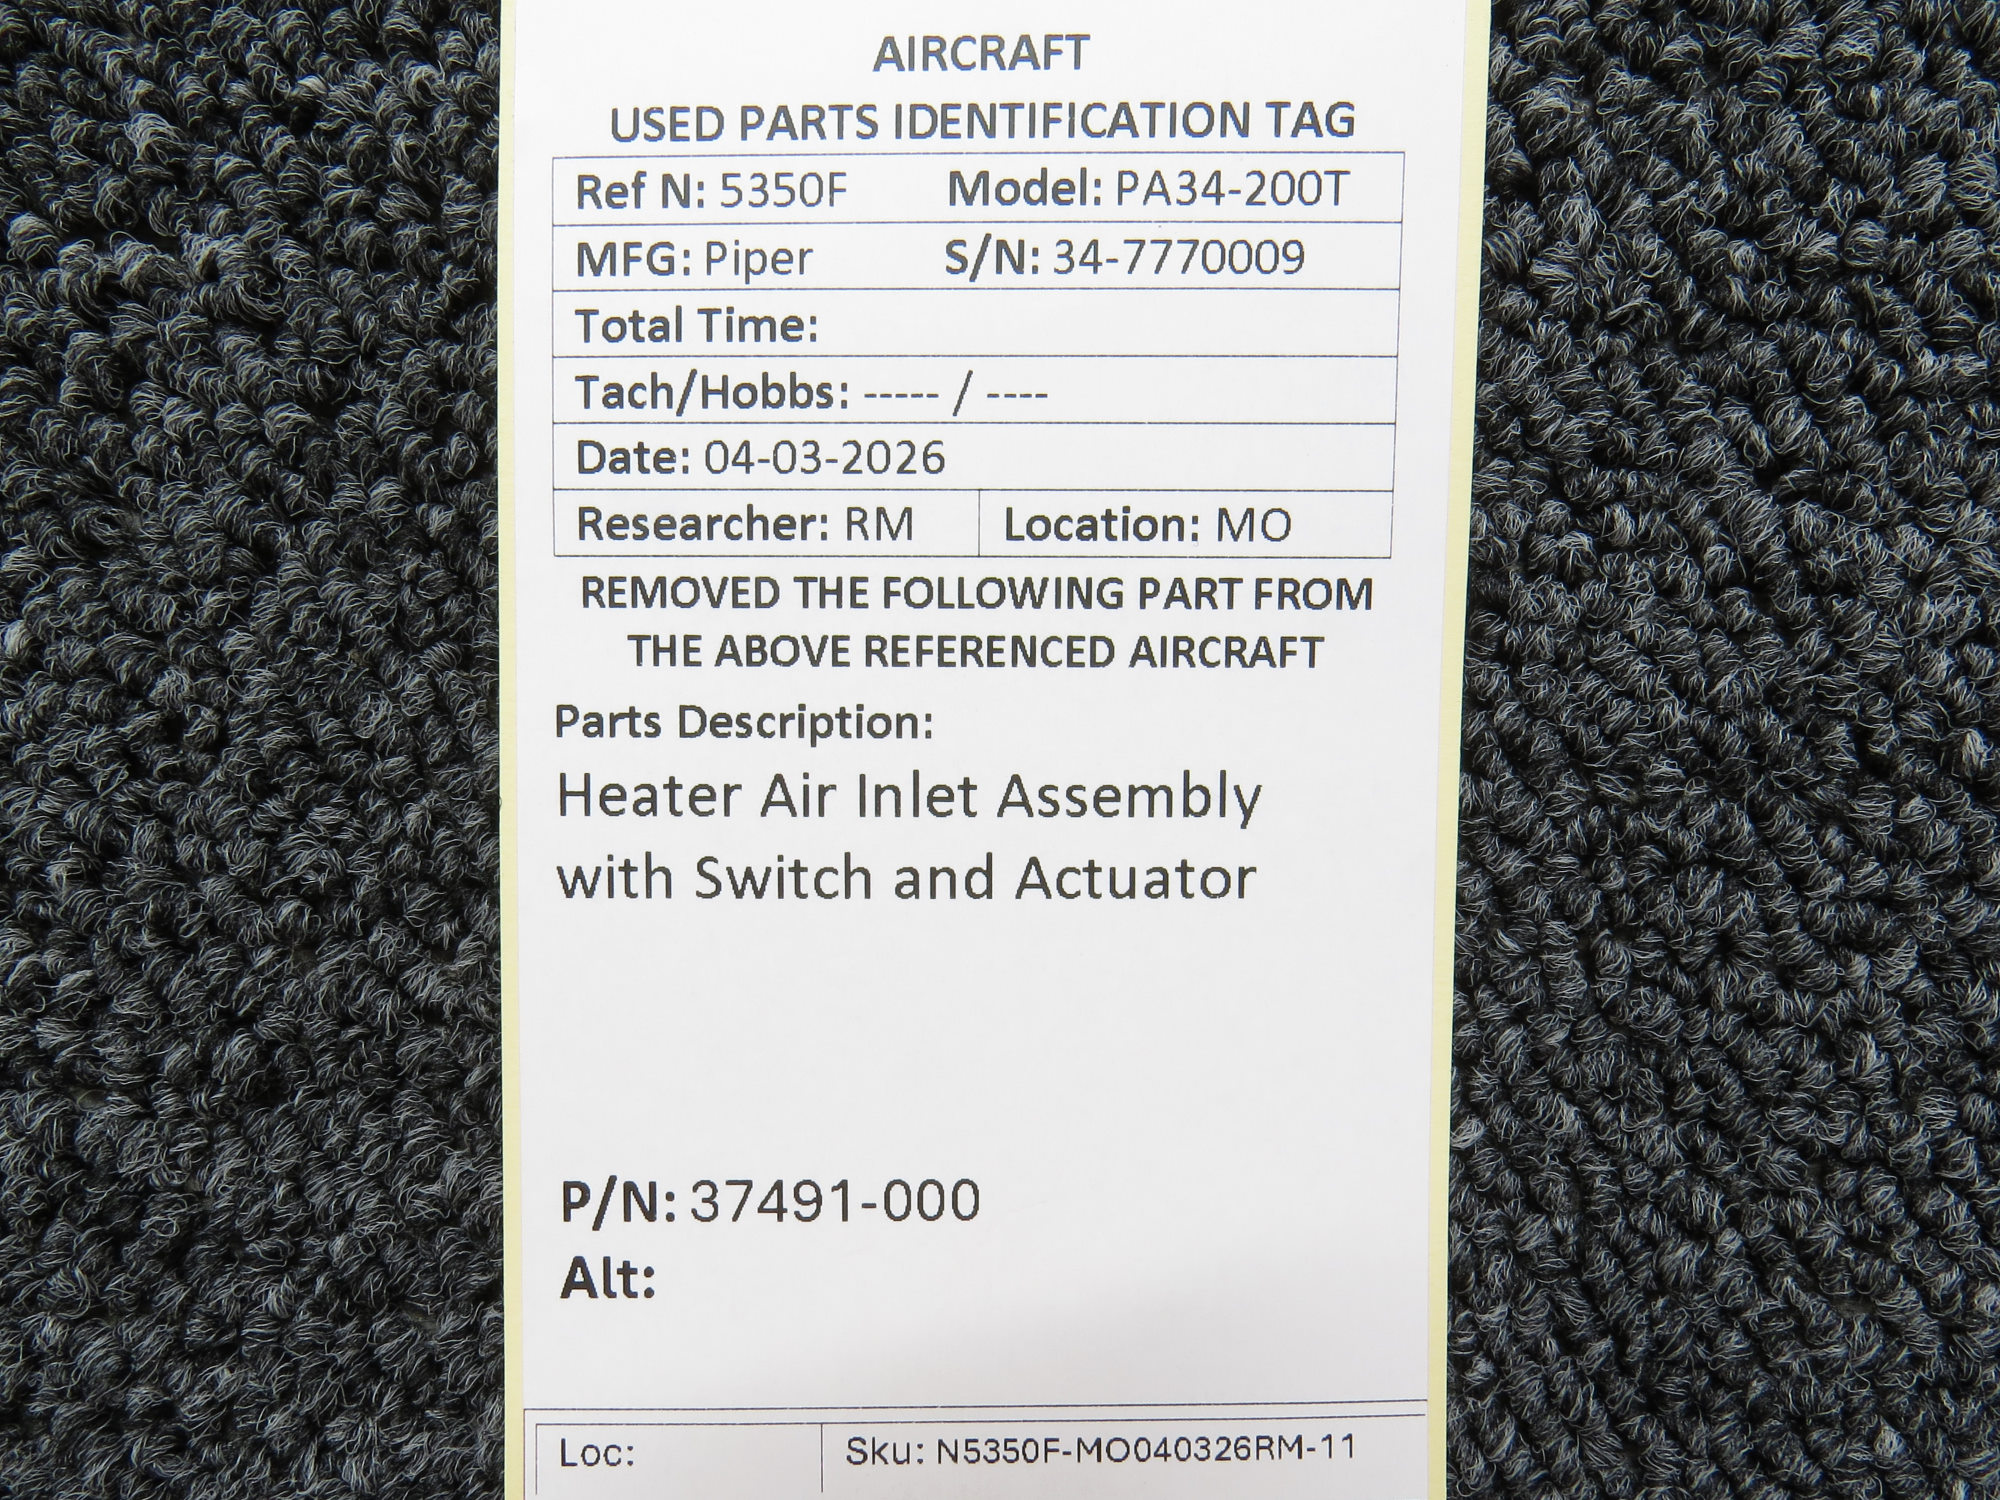 AIRCRAFT
USED PARTS IDENTIFICATION TAG
Ref N: 5350F Model: PA34-200T
MFG: Piper S/N: 34-7770009
Total Time:
Tach/Hobbs: ----- / ----
Date: 04-03-2026
Researcher: RM Location: MO
REMOVED THE FOLLOWING PART FROM
THE ABOVE REFERENCED AIRCRAFT
Parts Description:
Heater Air Inlet Assembly
with Switch and Actuator
P/N: 37491-000
Alt:
Loc: Sku: N5350F-MO040326RM-11